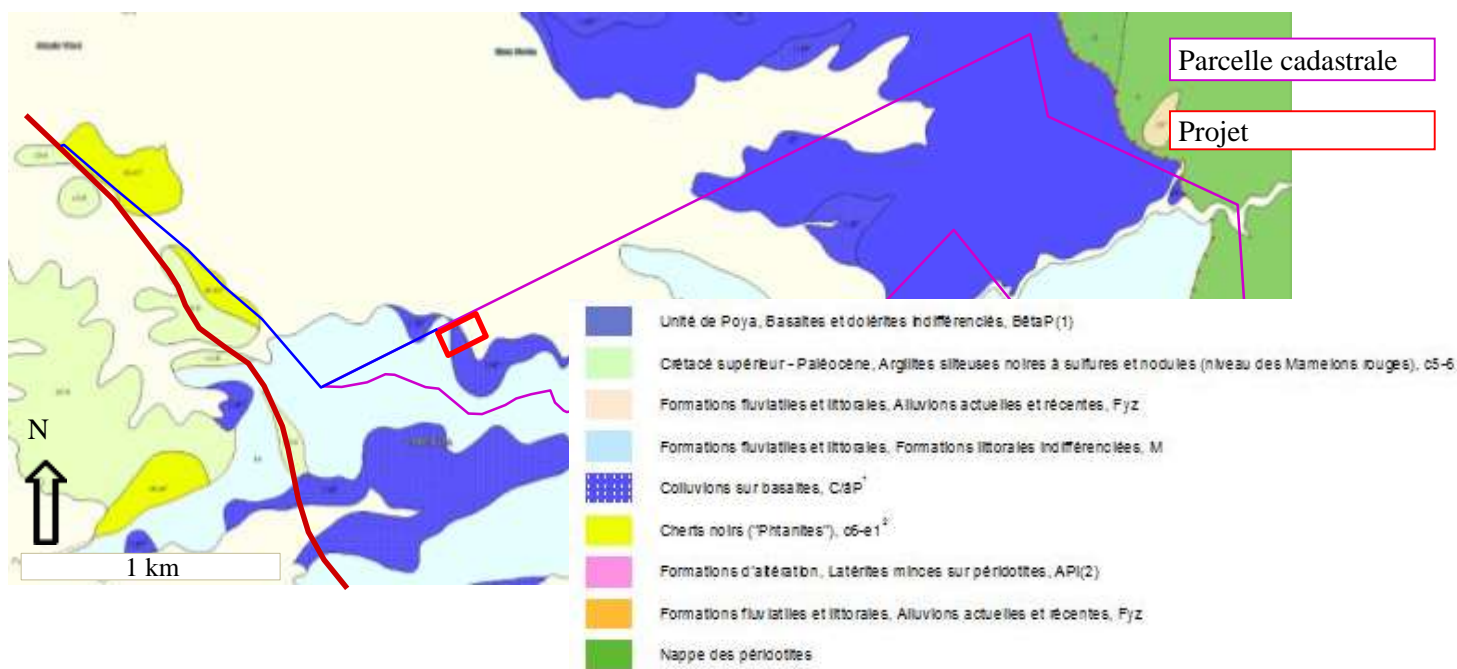 Parcelle cadastrale
Projet
Unité de Poya, Basaltes et dolérites indifférenciés, BêtaP(1)
Crétacé supérieur - Paléocène, Argilites silteuses noires à sulfures et nodules (niveau des Mamelons rouges), c5-6
Formations fluviatiles et littorales, Alluvions actuelles et récentes, Fyz
Formations fluviatiles et littorales, Formations littorales indifférenciées, M
Colluvions sur basaltes, C/âP¹
Cherts noirs ("Phtanites"), c6-e1²
Formations d'altération, Latérites minces sur péridotites, APl(2)
Formations fluviatiles et littorales, Alluvions actuelles et récentes, Fyz
Nappe des péridotites
N
1 km